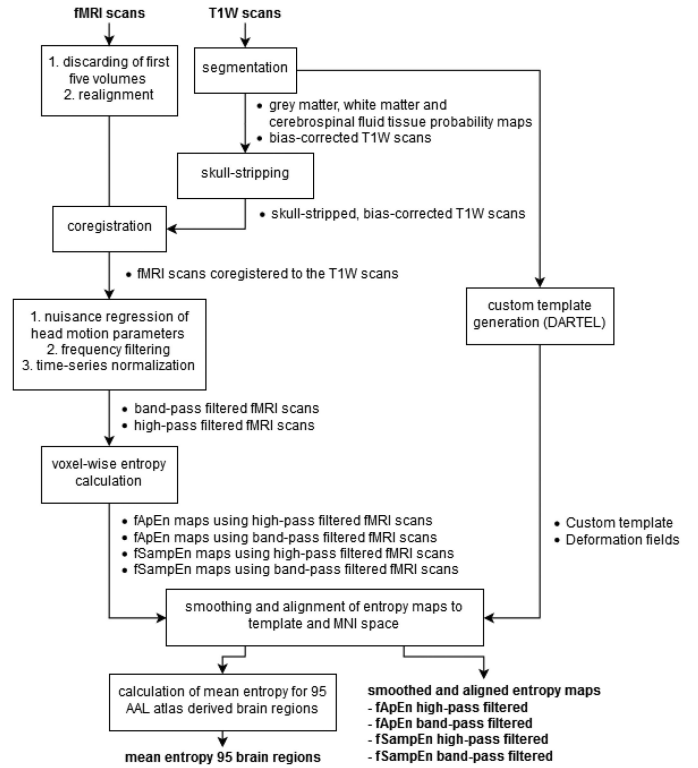 fMRI scans
T1W scans
1. discarding of first
five volumes
2. realignment
segmentation
• grey matter, white matter and
cerebrospinal fluid tissue probability maps
• bias-corrected T1W scans
skull-stripping
• skull-stripped, bias-corrected T1W scans
coregistration
• fMRI scans coregistered to the T1W scans
1. nuisance regression of
head motion parameters
2. frequency filtering
3. time-series normalization
custom template
generation (DARTEL)
• band-pass filtered fMRI scans
• high-pass filtered fMRI scans
voxel-wise entropy
calculation
• fApEn maps using high-pass filtered fMRI scans
• fApEn maps using band-pass filtered fMRI scans
• fSampEn maps using high-pass filtered fMRI scans
• fSampEn maps using band-pass filtered fMRI scans
• Custom template
• Deformation fields
smoothing and alignment of entropy maps to
template and MNI space
calculation of mean entropy for 95
AAL atlas derived brain regions
mean entropy 95 brain regions
smoothed and aligned entropy maps
- fApEn high-pass filtered
- fApEn band-pass filtered
- fSampEn high-pass filtered
- fSampEn band-pass filtered